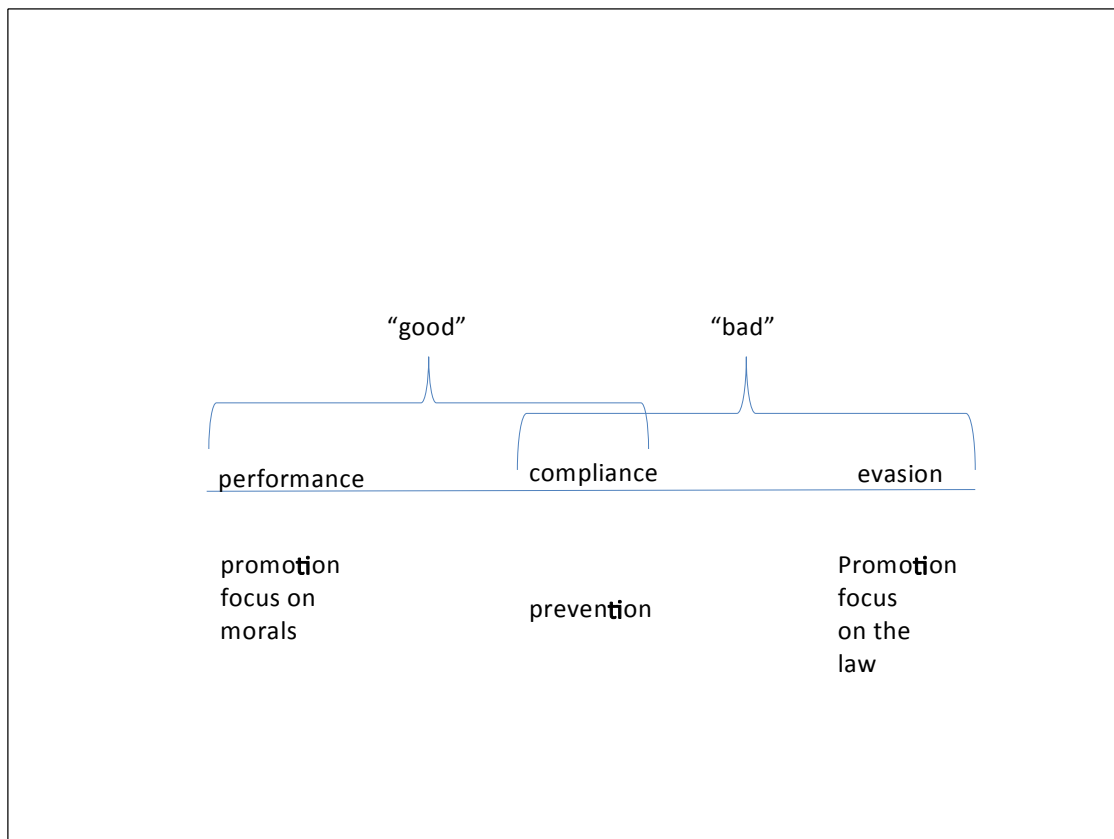 “good” “bad”
performance compliance evasion
promotion
focus on
morals
prevention
Promotion
focus
on the
law